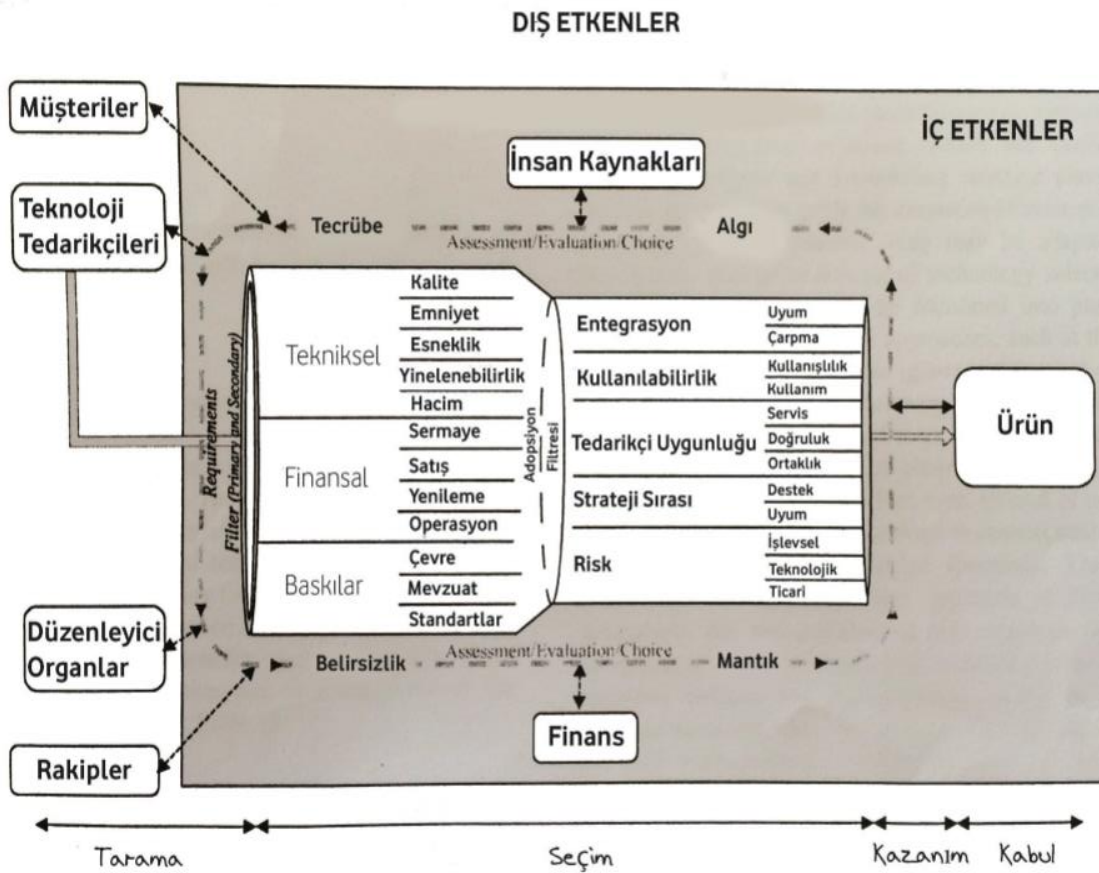 DIŞ ETKENLER
Müşteriler
İÇ ETKENLER
İnsan Kaynakları
Teknoloji
Tedarikçileri
Tecrübe
Algı
Assessment/Evaluation/Choice
Requirements
Filter (Primary and Secondary)
Tekniksel
Kalite
Emniyet
Esneklik
Yinelenebilirlik
Hacim
Finansal
Sermaye
Satış
Yenileme
Operasyon
Baskılar
Çevre
Mevzuat
Standartlar
Adopsiyon
Filtresi
Entegrasyon
Uyum
Çarpma
Kullanılabilirlik
Kullanışlılık
Kullanım
Tedarikçi Uygunluğu
Servis
Doğruluk
Ortaklık
Strateji Sırası
Destek
Uyum
Risk
İşlevsel
Teknolojik
Ticari
Ürün
Düzenleyici
Organlar
Assessment/Evaluation/Choice
Belirsizlik
Mantık
Finans
Rakipler
Tarama
Seçim
Kazanım
Kabul